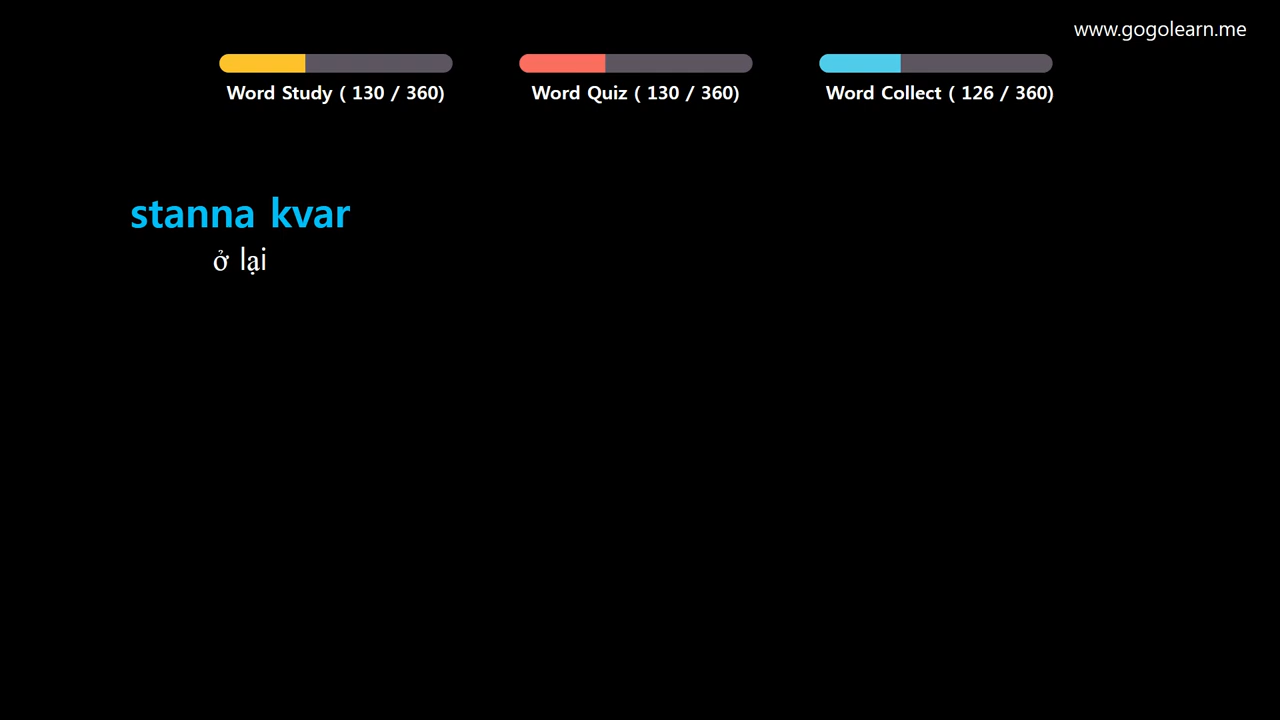 www.gogolearn.me
Word Study ( 130 / 360)
Word Quiz ( 130 / 360)
Word Collect ( 126 / 360)
stanna kvar
ở lại